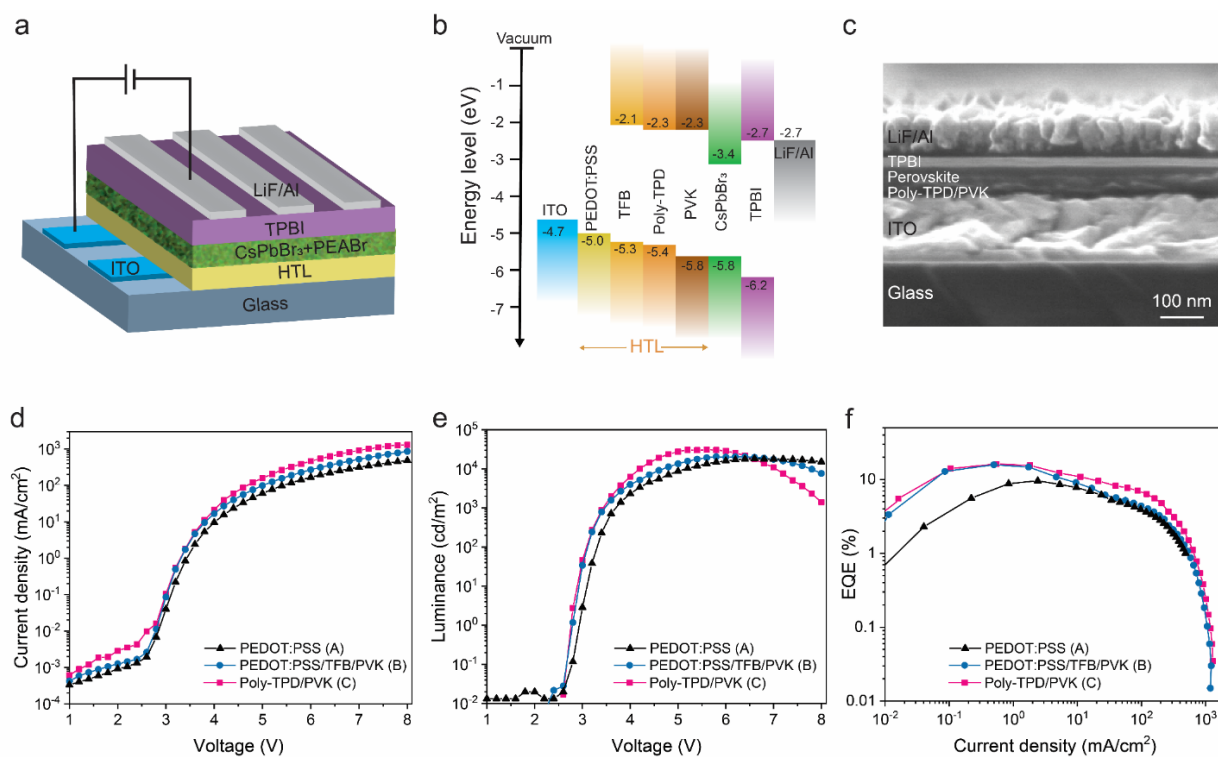 a
LiF/Al
TPBI
CsPbBr₃+PEABr
ITO
HTL
Glass
b
Vacuum
Energy level (eV)
-1
-2
-3
-4
-5
-6
-7
ITO
-4.7
PEDOT:PSS
-5.0
TFB
-2.1
-5.3
Poly-TPD
-2.3
-5.4
PVK
-2.3
-5.8
CsPbBr₃
-3.4
-5.8
TPBI
-2.7
-6.2
-2.7
LiF/Al
HTL
c
LiF/Al
TPBI
Perovskite
Poly-TPD/PVK
ITO
Glass
100 nm
d
Current density (mA/cm²)
10³
10²
10¹
10⁰
10⁻¹
10⁻²
10⁻³
10⁻⁴
PEDOT:PSS (A)
PEDOT:PSS/TFB/PVK (B)
Poly-TPD/PVK (C)
1 2 3 4 5 6 7 8
Voltage (V)
e
Luminance (cd/m²)
10⁵
10⁴
10³
10²
10¹
10⁰
10⁻¹
10⁻²
PEDOT:PSS (A)
PEDOT:PSS/TFB/PVK (B)
Poly-TPD/PVK (C)
1 2 3 4 5 6 7 8
Voltage (V)
f
EQE (%)
10
1
0.1
0.01
PEDOT:PSS (A)
PEDOT:PSS/TFB/PVK (B)
Poly-TPD/PVK (C)
10⁻² 10⁻¹ 10⁰ 10¹ 10² 10³
Current density (mA/cm²)